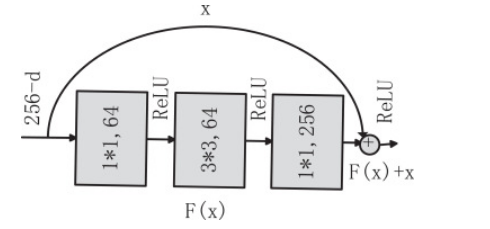 x
256-d
1*1, 64
ReLU
3*3, 64
ReLU
1*1, 256
+
ReLU
F(x)+x
F(x)